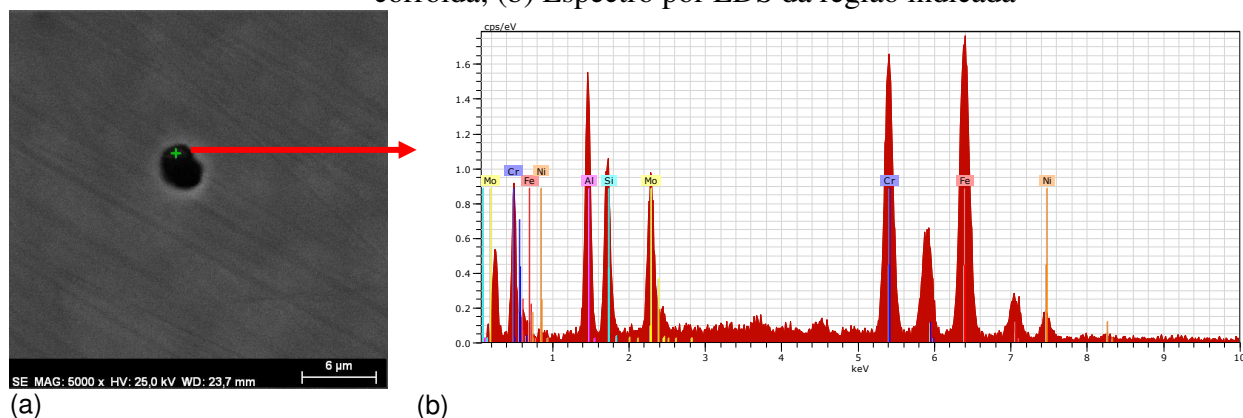 corroída; (b) Espectro por EDS da região indicada
cps/eV
1.6
1.4
1.2
1.0
0.8
0.6
0.4
0.2
0.0
Mo
Cr
Fe
Ni
Al
Si
Mo
Cr
Fe
Ni
1 2 3 4 5 6 7 8 9 10
keV
SE MAG: 5000 x HV: 25,0 kV WD: 23,7 mm
6 µm
(a) (b)